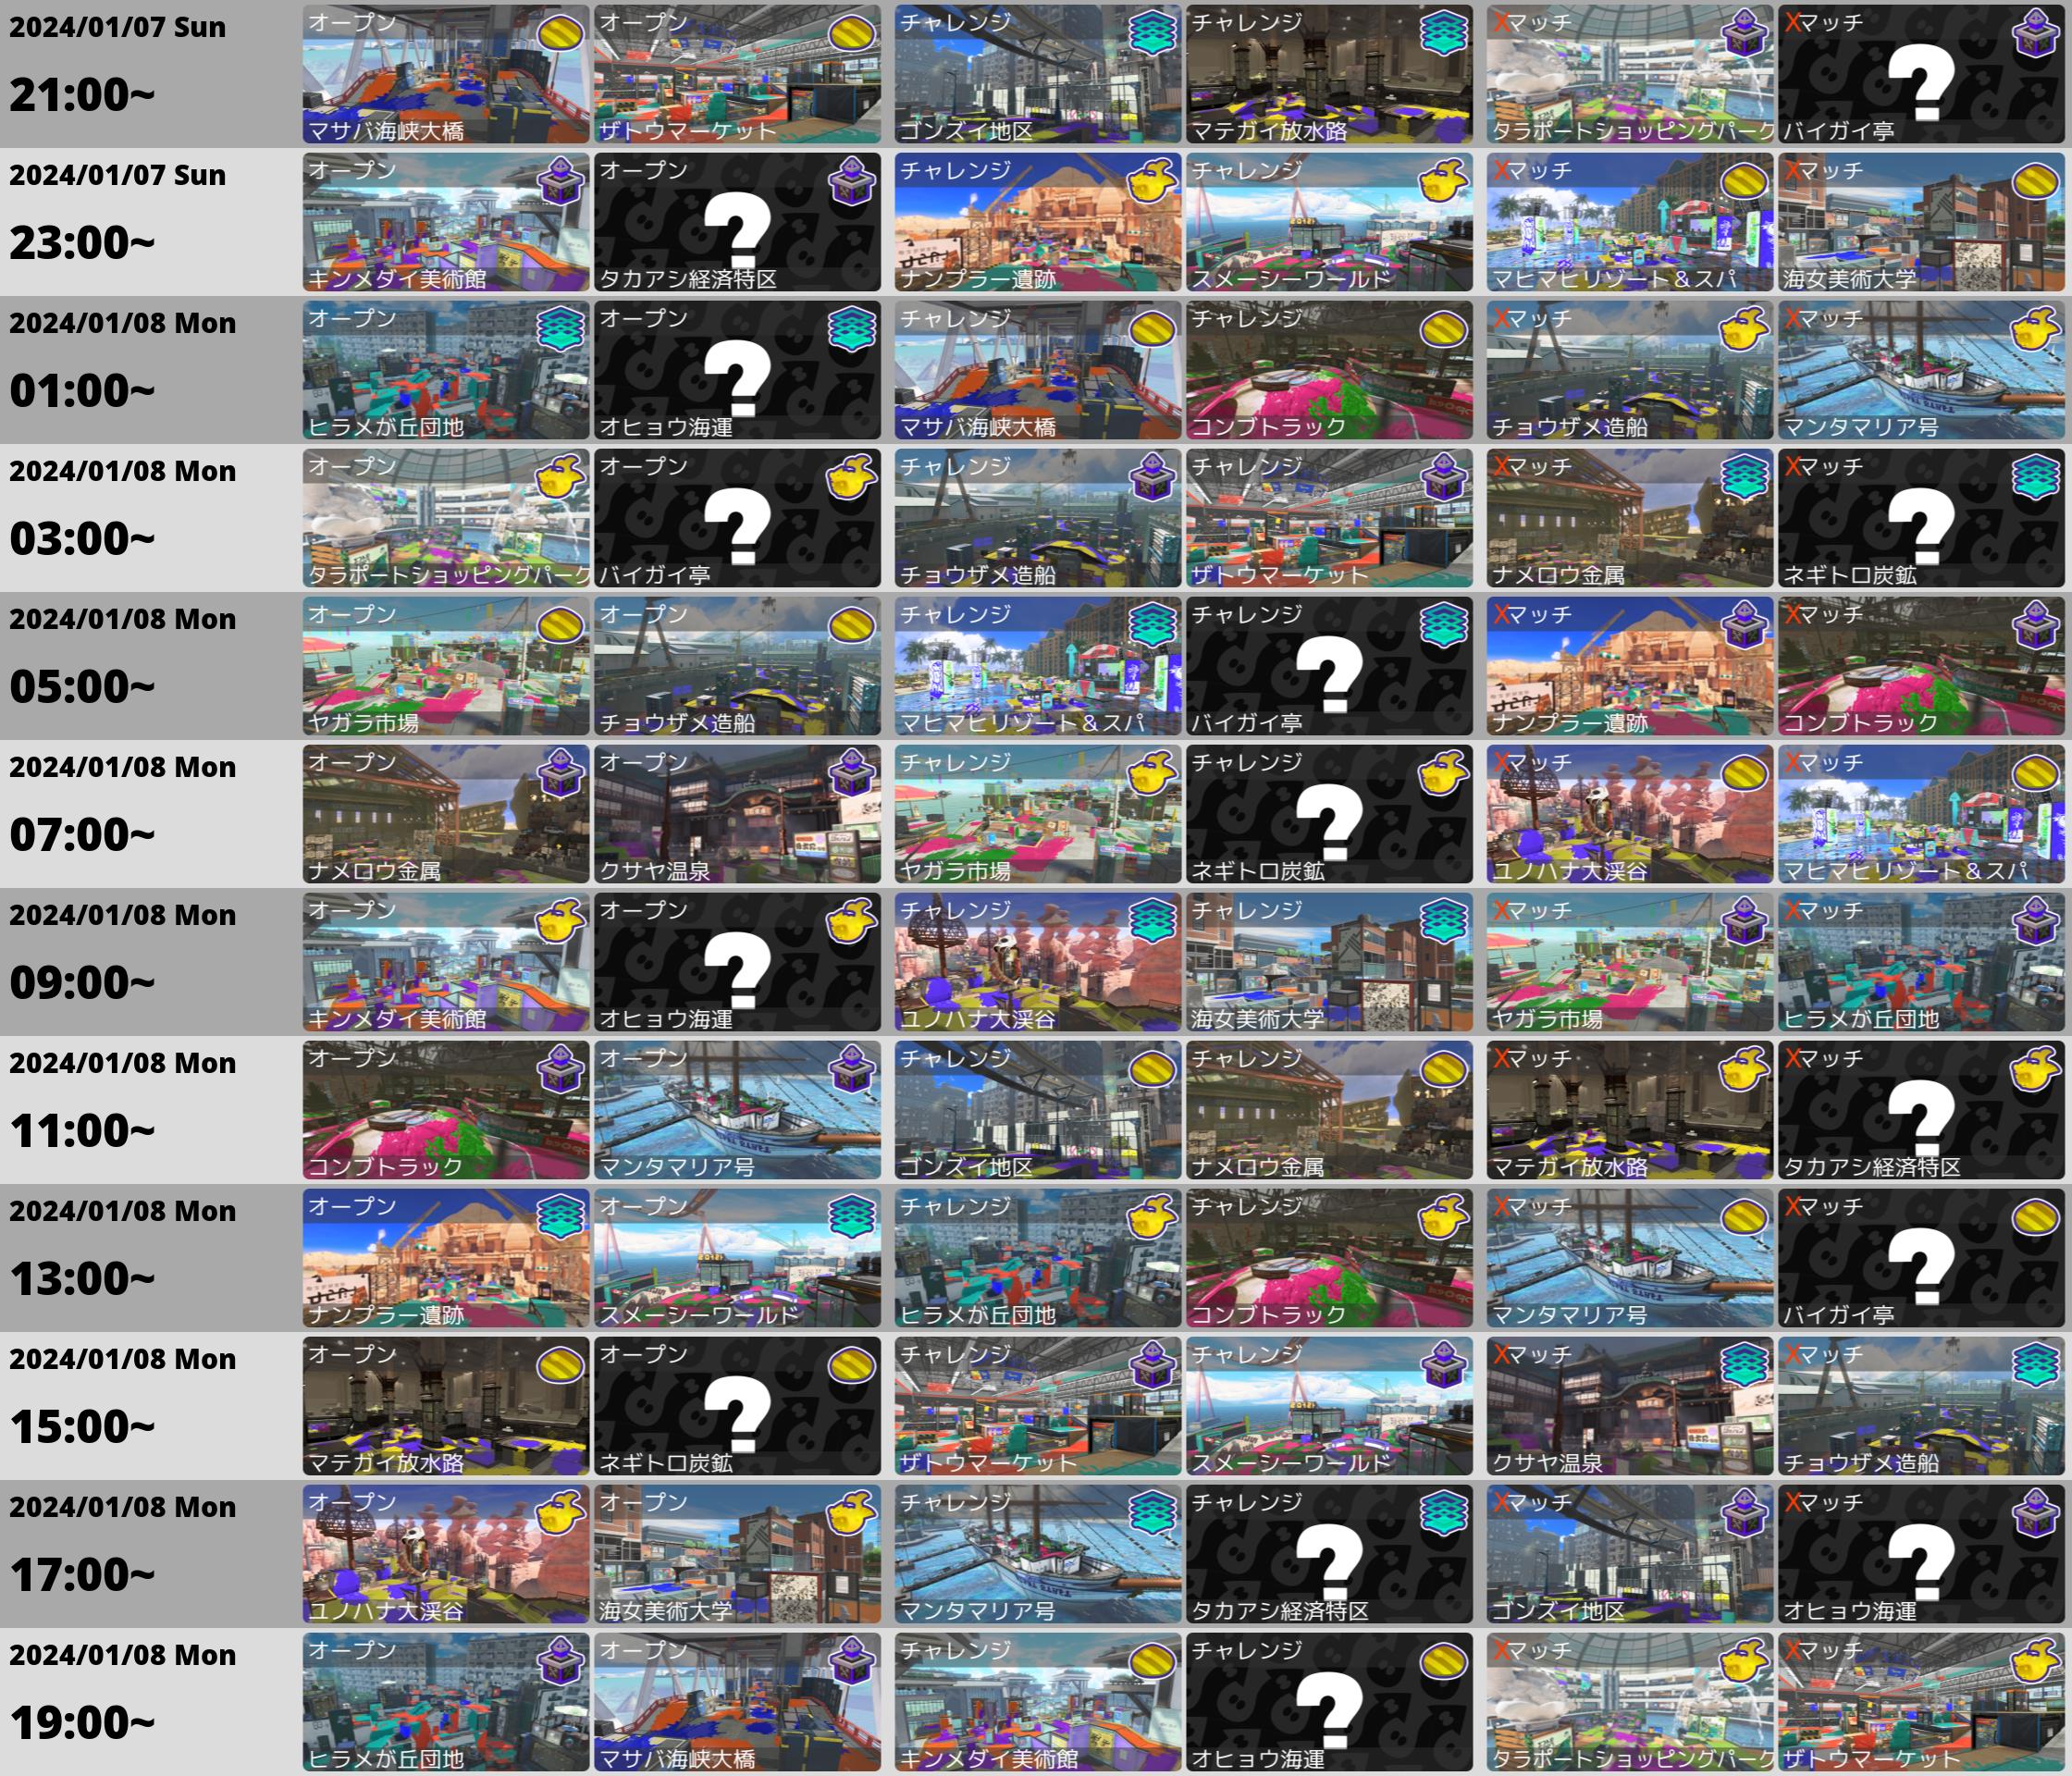 2024/01/07 Sun
21:00~
オープン オープン チャレンジ チャレンジ Xマッチ Xマッチ
マサバ海峡大橋 ザトウマーケット ゴンズイ地区 マテガイ放水路 タラポートショッピングパーク バイガイ亭
2024/01/07 Sun
23:00~
オープン オープン チャレンジ チャレンジ Xマッチ Xマッチ
キンメダイ美術館 タカアシ経済特区 ナンプラー遺跡 スメーシーワールド マヒマヒリゾート&スパ 海女美術大学
2024/01/08 Mon
01:00~
オープン オープン チャレンジ チャレンジ Xマッチ Xマッチ
ヒラメが丘団地 オヒョウ海運 マサバ海峡大橋 コンブトラック チョウザメ造船 マンタマリア号
2024/01/08 Mon
03:00~
オープン オープン チャレンジ チャレンジ Xマッチ Xマッチ
タラポートショッピングパーク バイガイ亭 チョウザメ造船 ザトウマーケット ナメロウ金属 ネギトロ炭鉱
2024/01/08 Mon
05:00~
オープン オープン チャレンジ チャレンジ Xマッチ Xマッチ
ヤガラ市場 チョウザメ造船 マヒマヒリゾート&スパ バイガイ亭 ナンプラー遺跡 コンブトラック
2024/01/08 Mon
07:00~
オープン オープン チャレンジ チャレンジ Xマッチ Xマッチ
ナメロウ金属 クサヤ温泉 ヤガラ市場 ネギトロ炭鉱 ユノハナ大渓谷 マヒマヒリゾート&スパ
2024/01/08 Mon
09:00~
オープン オープン チャレンジ チャレンジ Xマッチ Xマッチ
キンメダイ美術館 オヒョウ海運 ユノハナ大渓谷 海女美術大学 ヤガラ市場 ヒラメが丘団地
2024/01/08 Mon
11:00~
オープン オープン チャレンジ チャレンジ Xマッチ Xマッチ
コンブトラック マンタマリア号 ゴンズイ地区 ナメロウ金属 マテガイ放水路 タカアシ経済特区
2024/01/08 Mon
13:00~
オープン オープン チャレンジ チャレンジ Xマッチ Xマッチ
ナンプラー遺跡 スメーシーワールド ヒラメが丘団地 コンブトラック マンタマリア号 バイガイ亭
2024/01/08 Mon
15:00~
オープン オープン チャレンジ チャレンジ Xマッチ Xマッチ
マテガイ放水路 ネギトロ炭鉱 ザトウマーケット スメーシーワールド クサヤ温泉 チョウザメ造船
2024/01/08 Mon
17:00~
オープン オープン チャレンジ チャレンジ Xマッチ Xマッチ
ユノハナ大渓谷 海女美術大学 マンタマリア号 タカアシ経済特区 ゴンズイ地区 オヒョウ海運
2024/01/08 Mon
19:00~
オープン オープン チャレンジ チャレンジ Xマッチ Xマッチ
ヒラメが丘団地 マサバ海峡大橋 キンメダイ美術館 オヒョウ海運 タラポートショッピングパーク ザトウマーケット